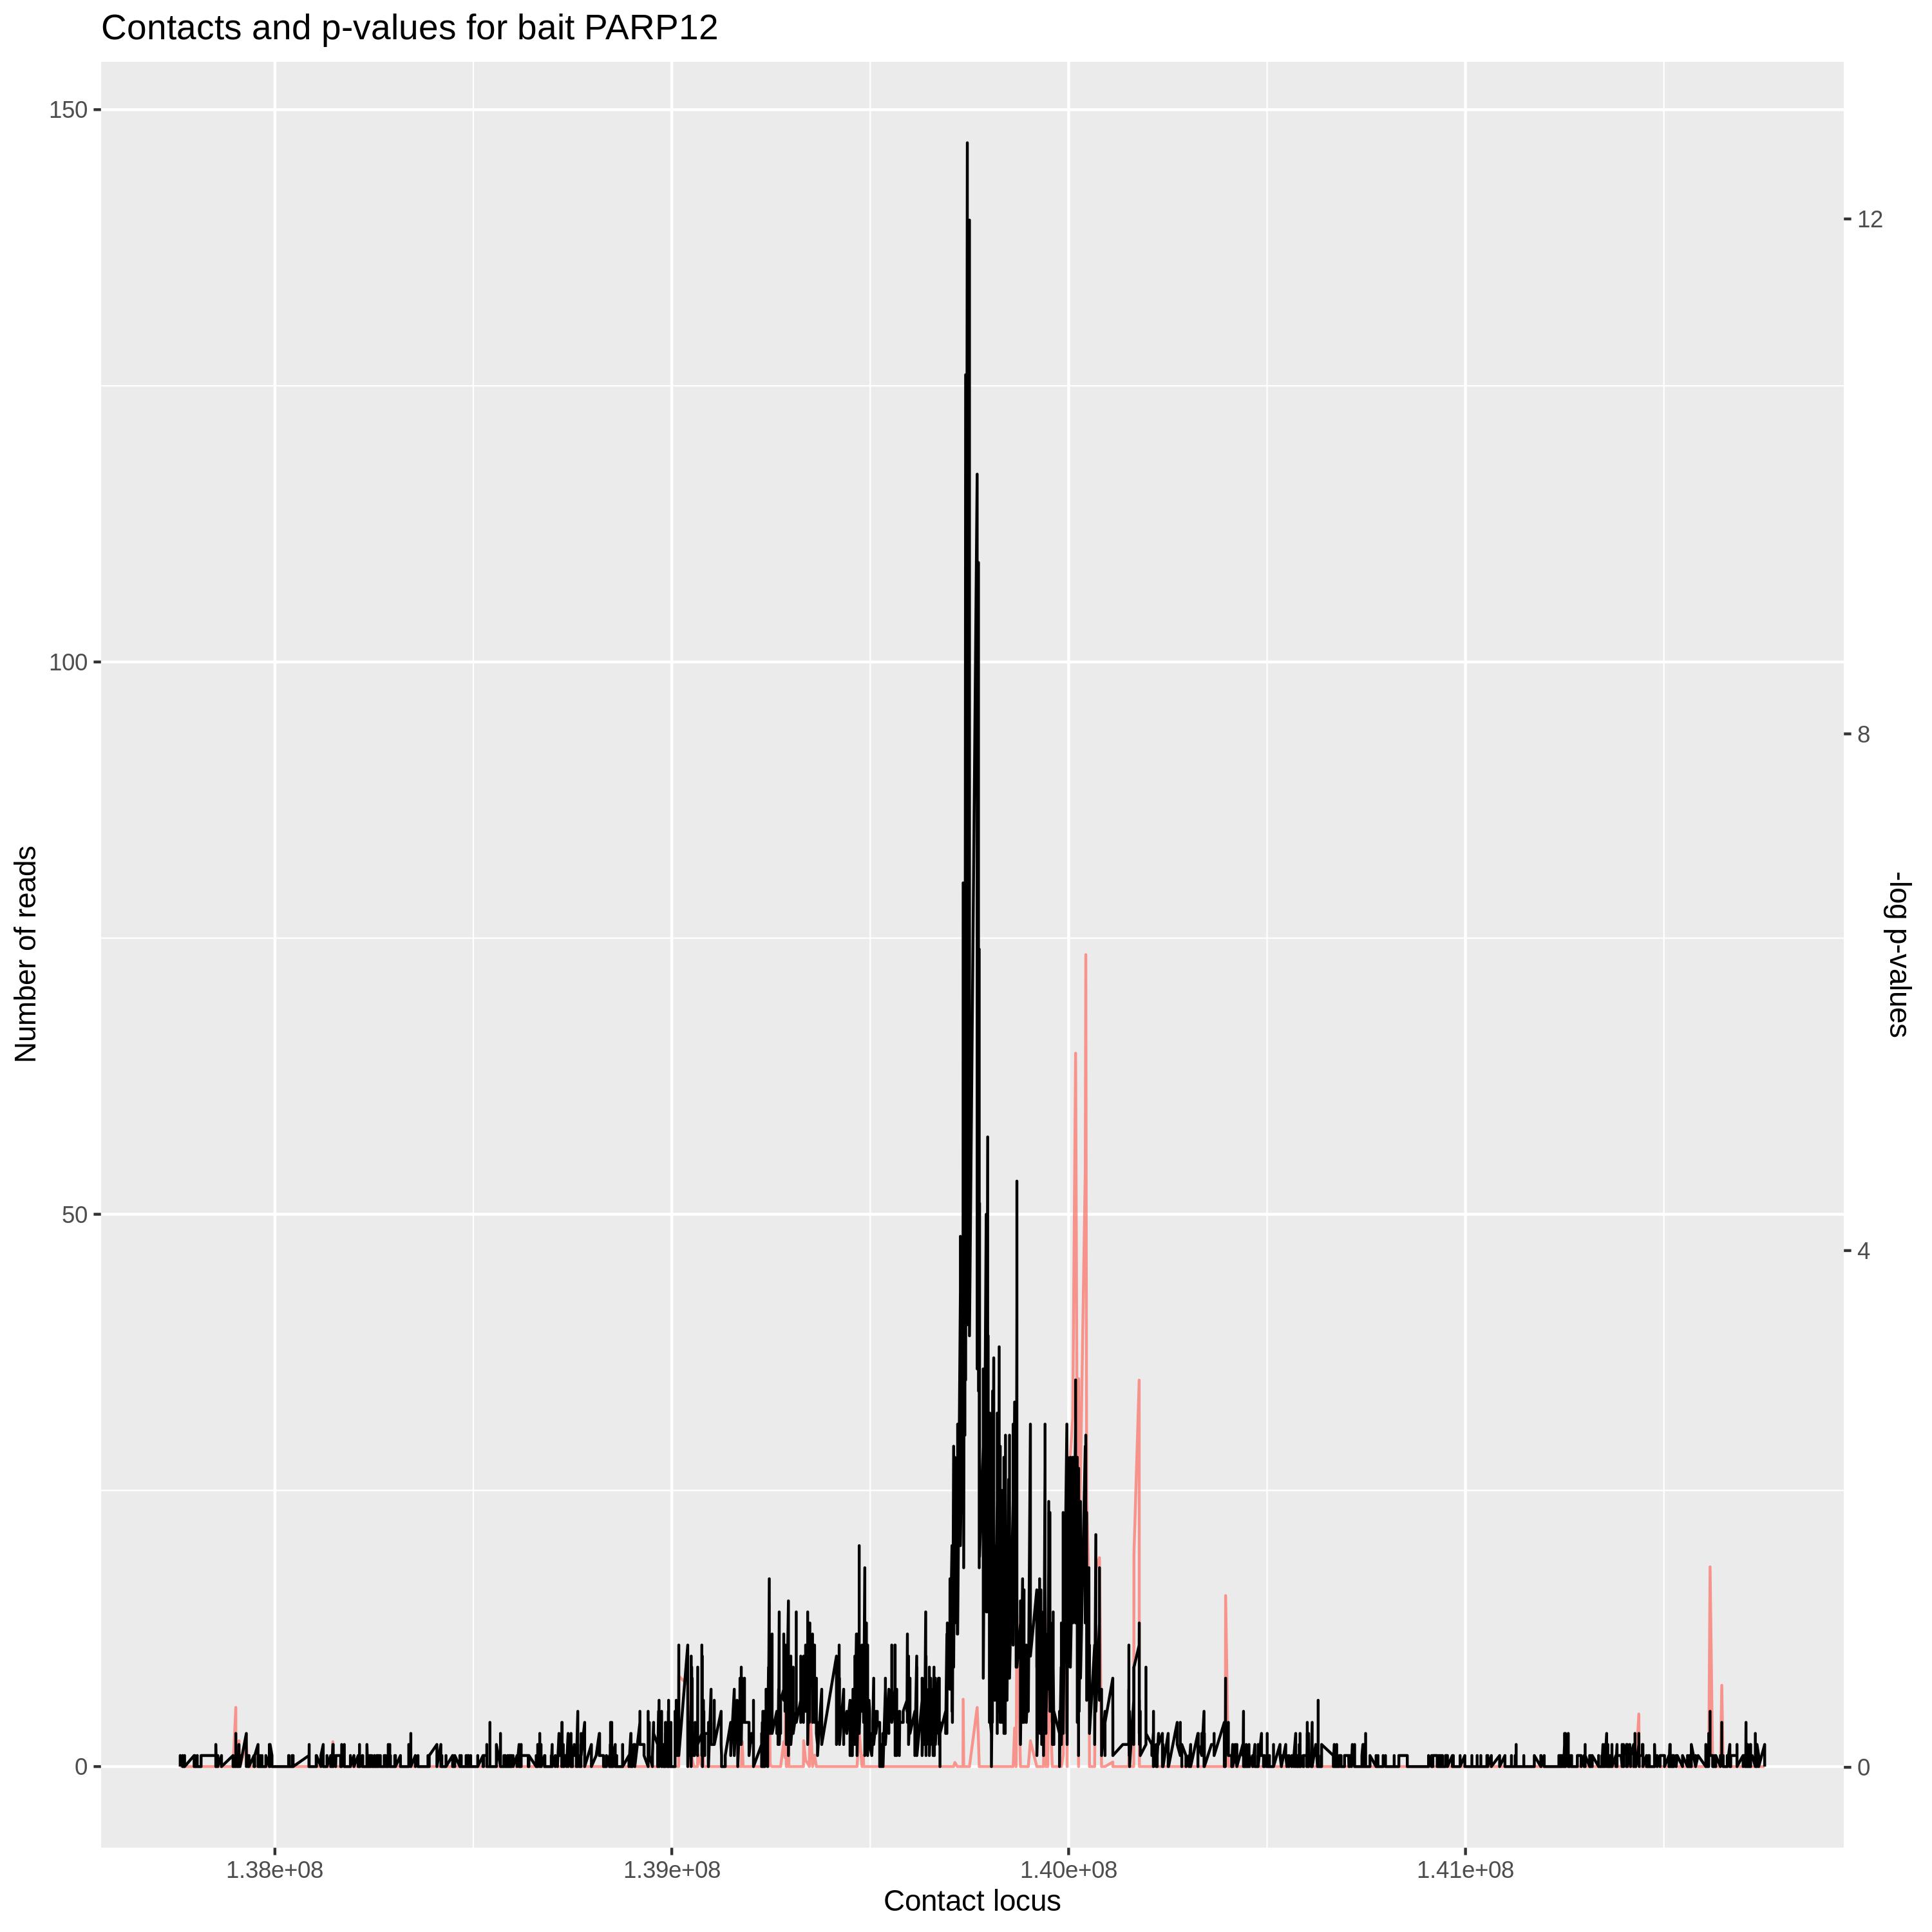 Contacts and p-values for bait PARP12
150
100
50
0
12
8
4
0
Number of reads
-log p-values
1.38e+08
1.39e+08
1.40e+08
1.41e+08
Contact locus